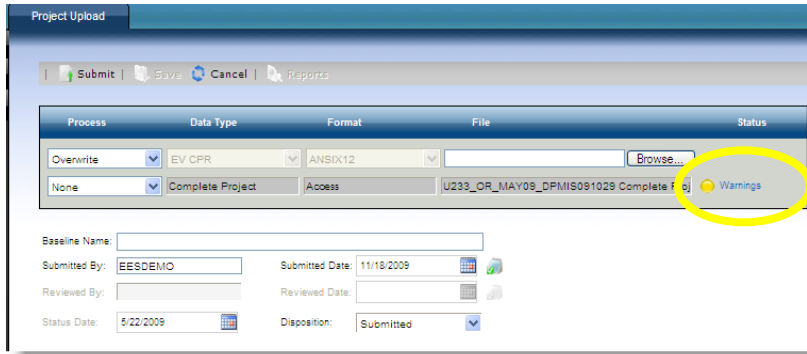 Project Upload
| Submit | Save Cancel | Reports
Process Data Type Format File Status
Overwrite EV CPR ANSIX12 Browse...
None Complete Project Access U233_OR_MAY09_DPMIS091029 Complete Proj Warnings
Baseline Name:
Submitted By: EESDEMO Submitted Date: 11/18/2009
Reviewed By: Reviewed Date:
Status Date: 5/22/2009 Disposition: Submitted